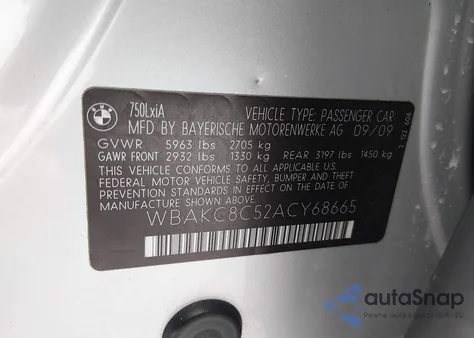 BMW
750LxiA VEHICLE TYPE: PASSENGER CAR
MFD BY BAYERISCHE MOTORENWERKE AG 09/09
GVWR 5963 lbs 2705 kg
GAWR FRONT 2932 lbs 1330 kg REAR 3197 lbs 1450 kg
THIS VEHICLE CONFORMS TO ALL APPLICABLE
FEDERAL MOTOR VEHICLE SAFETY, BUMPER, AND THEFT
PREVENTION STANDARDS IN EFFECT ON THE DATE OF
MANUFACTURE SHOWN ABOVE.
WBAKC8C52ACY68665
autoSnap